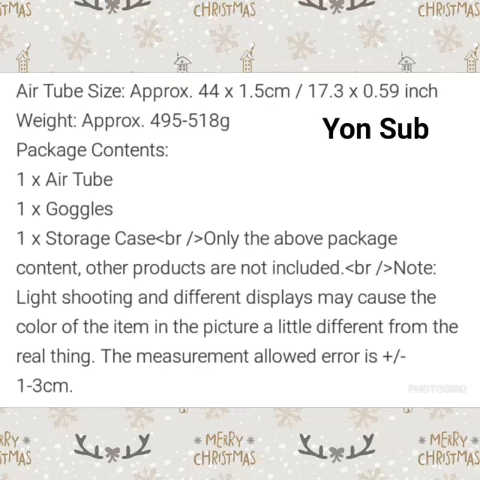 MERRY
CHRISTMAS
CHRISTMAS
CHRISTMAS
Air Tube Size: Approx. 44 x 1.5cm / 17.3 x 0.59 inch
Weight: Approx. 495-518g
Yon Sub
Package Contents:
1 x Air Tube
1 x Goggles
1 x Storage Case<br />Only the above package
content, other products are not included.<br />Note:
Light shooting and different displays may cause the
color of the item in the picture a little different from the
real thing. The measurement allowed error is +/-
1-3cm.
MERRY
CHRISTMAS
MERRY
CHRISTMAS